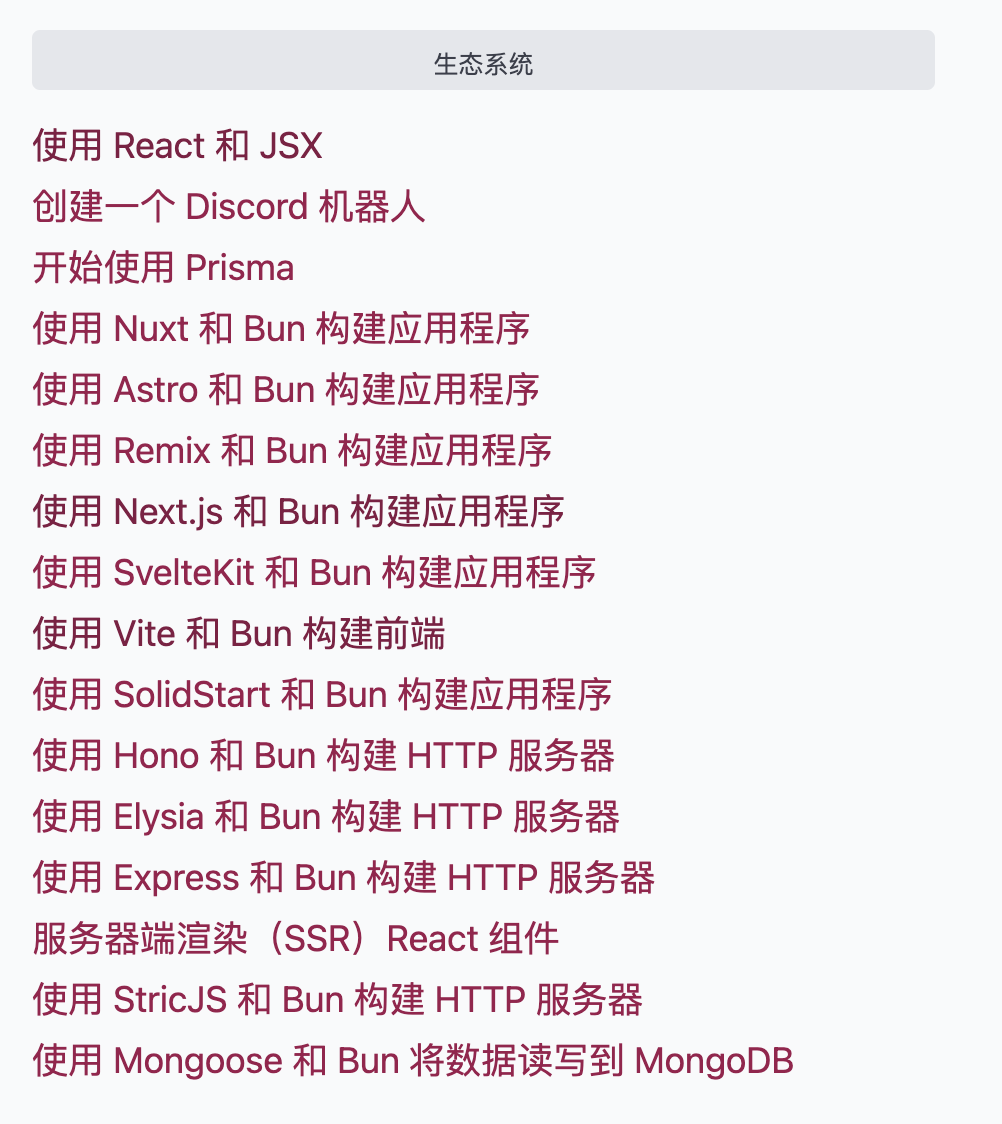 生态系统
使用 React 和 JSX
创建一个 Discord 机器人
开始使用 Prisma
使用 Nuxt 和 Bun 构建应用程序
使用 Astro 和 Bun 构建应用程序
使用 Remix 和 Bun 构建应用程序
使用 Next.js 和 Bun 构建应用程序
使用 SvelteKit 和 Bun 构建应用程序
使用 Vite 和 Bun 构建前端
使用 SolidStart 和 Bun 构建应用程序
使用 Hono 和 Bun 构建 HTTP 服务器
使用 Elysia 和 Bun 构建 HTTP 服务器
使用 Express 和 Bun 构建 HTTP 服务器
服务器端渲染（SSR）React 组件
使用 StricJS 和 Bun 构建 HTTP 服务器
使用 Mongoose 和 Bun 将数据读写到 MongoDB